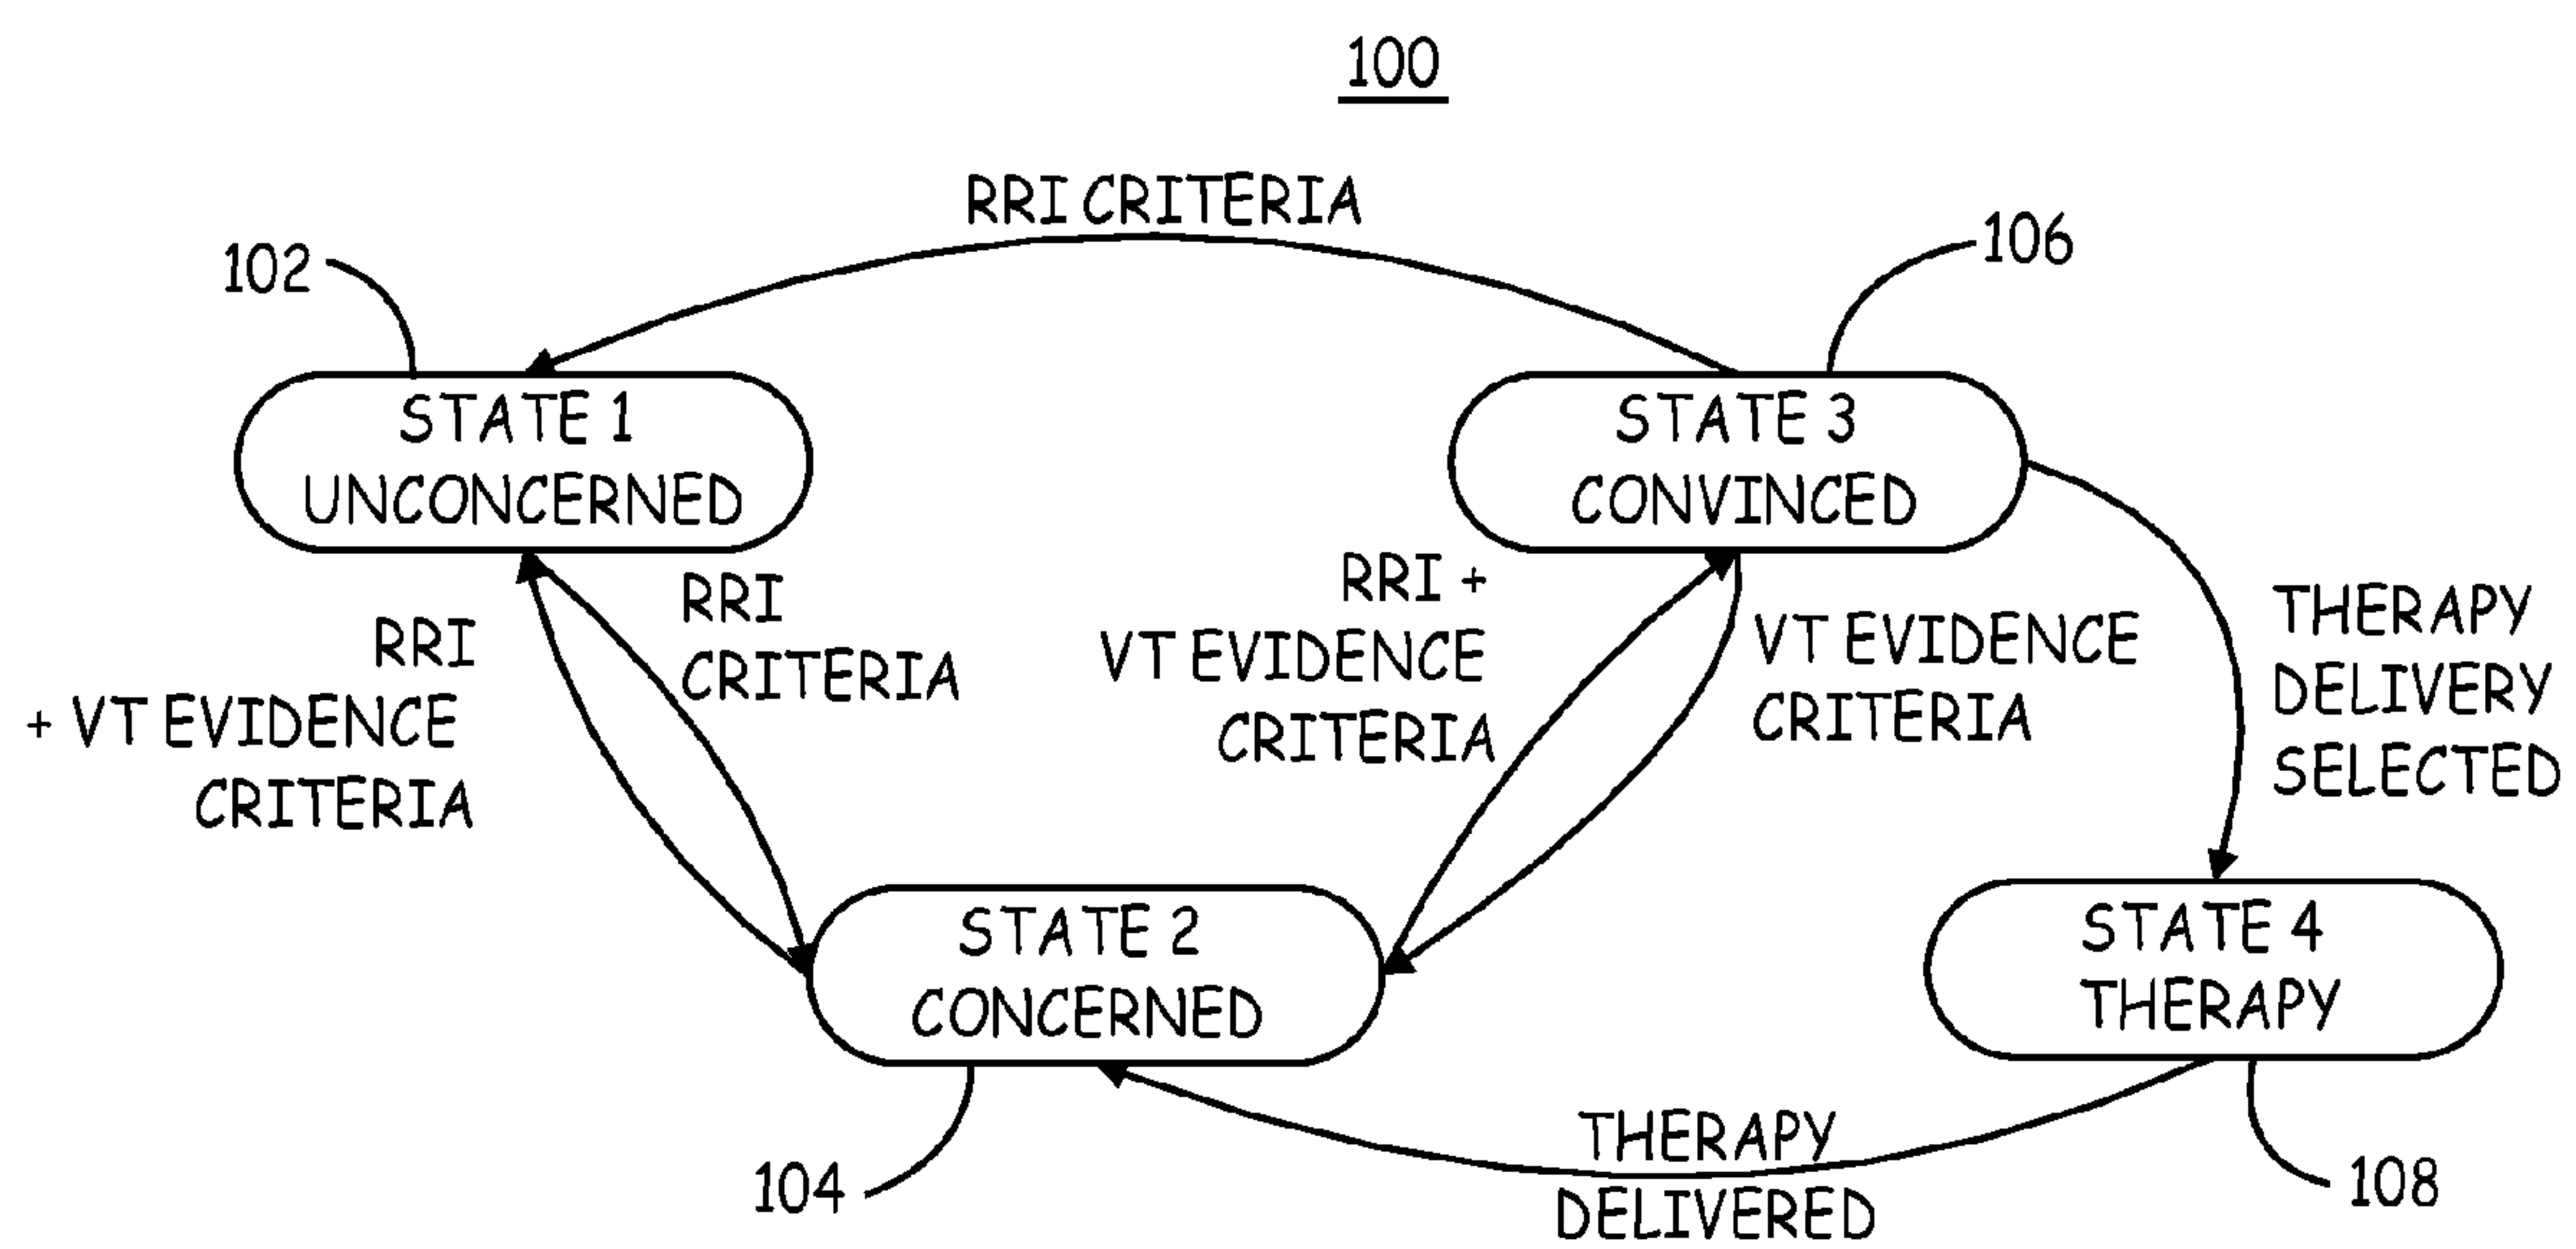 100
RRI CRITERIA
102
106
STATE 1
UNCONCERNED
STATE 3
CONVINCED
RRI
+ VT EVIDENCE
CRITERIA
RRI
CRITERIA
RRI +
VT EVIDENCE
CRITERIA
VT EVIDENCE
CRITERIA
THERAPY
DELIVERY
SELECTED
STATE 2
CONCERNED
STATE 4
THERAPY
104
THERAPY
DELIVERED
108